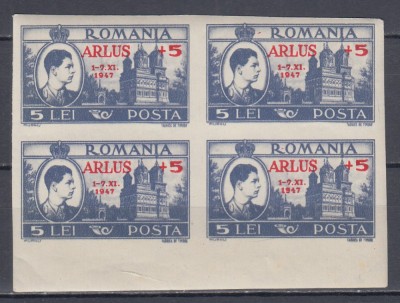 ROMANIA
ARLUS +5
1-7.XI.
1947
5 LEI POSTA
ROMANIA
ARLUS +5
1-7.XI.
1947
5 LEI POSTA
ROMANIA
ARLUS +5
1-7.XI.
1947
5 LEI POSTA
ROMANIA
ARLUS +5
1-7.XI.
1947
5 LEI POSTA